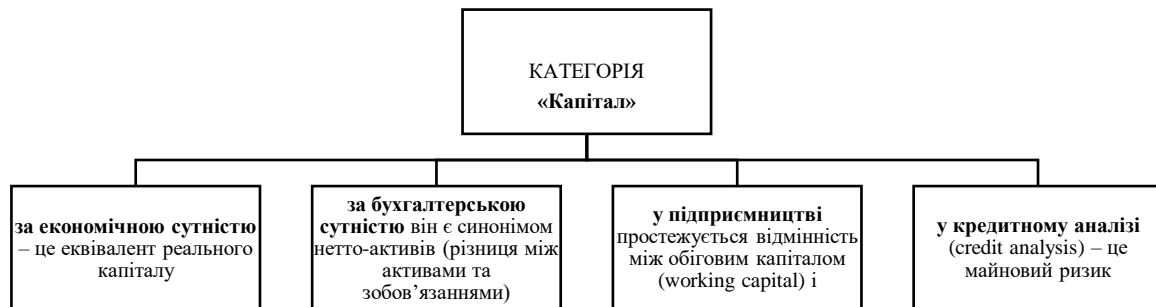 КАТЕГОРІЯ
«Капітал»
за економічною сутністю
– це еквівалент реального
капіталу
за бухгалтерською
сутністю він є синонімом
нетто-активів (різниця між
активами та
зобов’язаннями)
у підприємництві
простежується відмінність
між обіговим капіталом
(working capital) і
у кредитному аналізі
(credit analysis) – це
майновий ризик